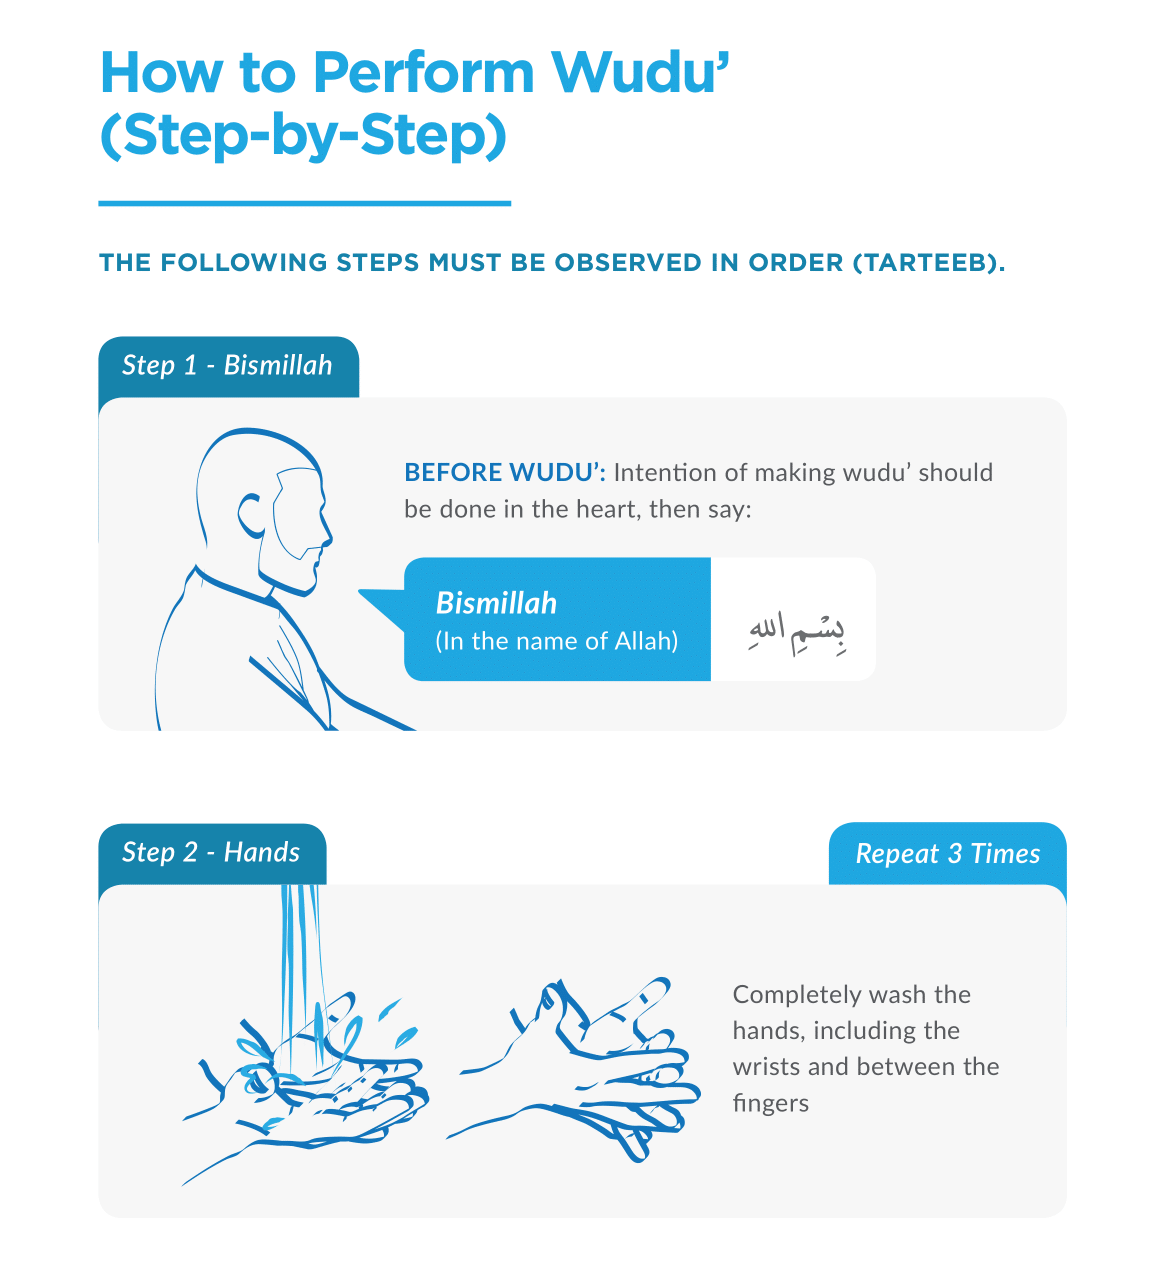 How to Perform Wudu’
(Step-by-Step)
THE FOLLOWING STEPS MUST BE OBSERVED IN ORDER (TARTEEB).
Step 1 - Bismillah
BEFORE WUDU’: Intention of making wudu’ should
be done in the heart, then say:
Bismillah
(In the name of Allah)
بِسْمِ اللهِ
Step 2 - Hands
Repeat 3 Times
Completely wash the
hands, including the
wrists and between the
fingers